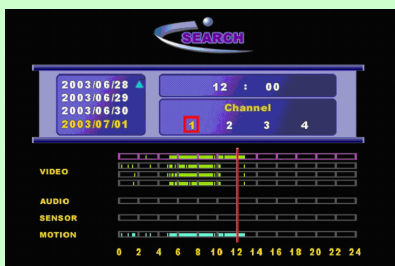 SEARCH
2003/06/28
2003/06/29
2003/06/30
2003/07/01
12 : 00
Channel
1 2 3 4
VIDEO
AUDIO
SENSOR
MOTION
0 2 4 6 8 10 12 14 16 18 20 22 24